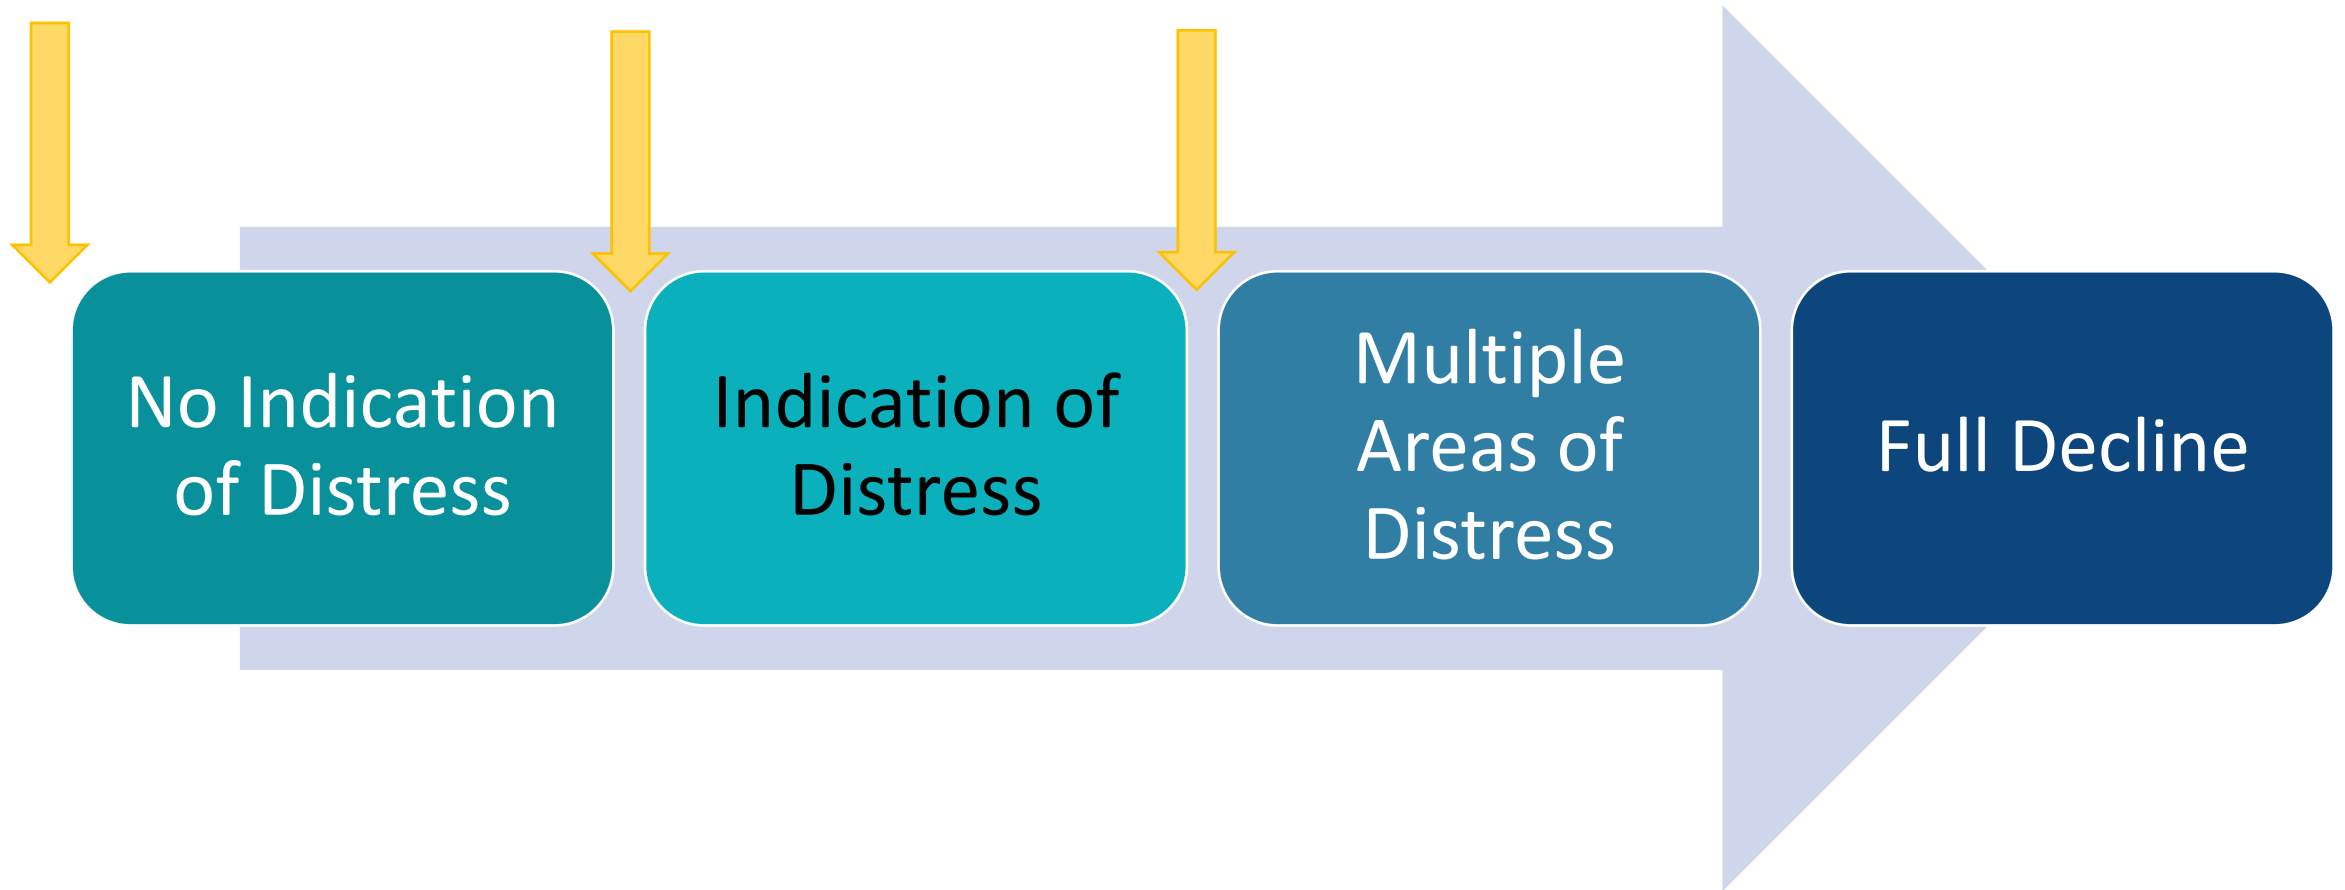 No Indication
of Distress
Indication of
Distress
Multiple
Areas of
Distress
Full Decline